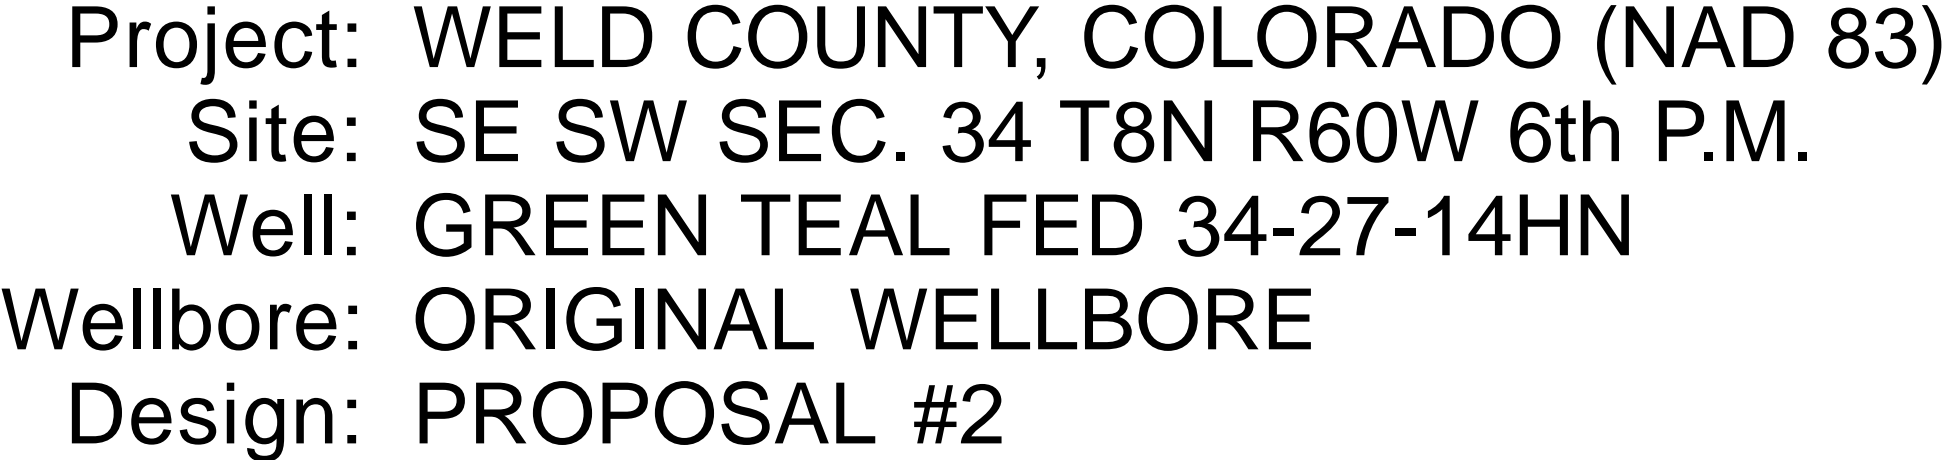 Project: WELD COUNTY, COLORADO (NAD 83)
Site: SE SW SEC. 34 T8N R60W 6th P.M.
Well: GREEN TEAL FED 34-27-14HN
Wellbore: ORIGINAL WELLBORE
Design: PROPOSAL #2